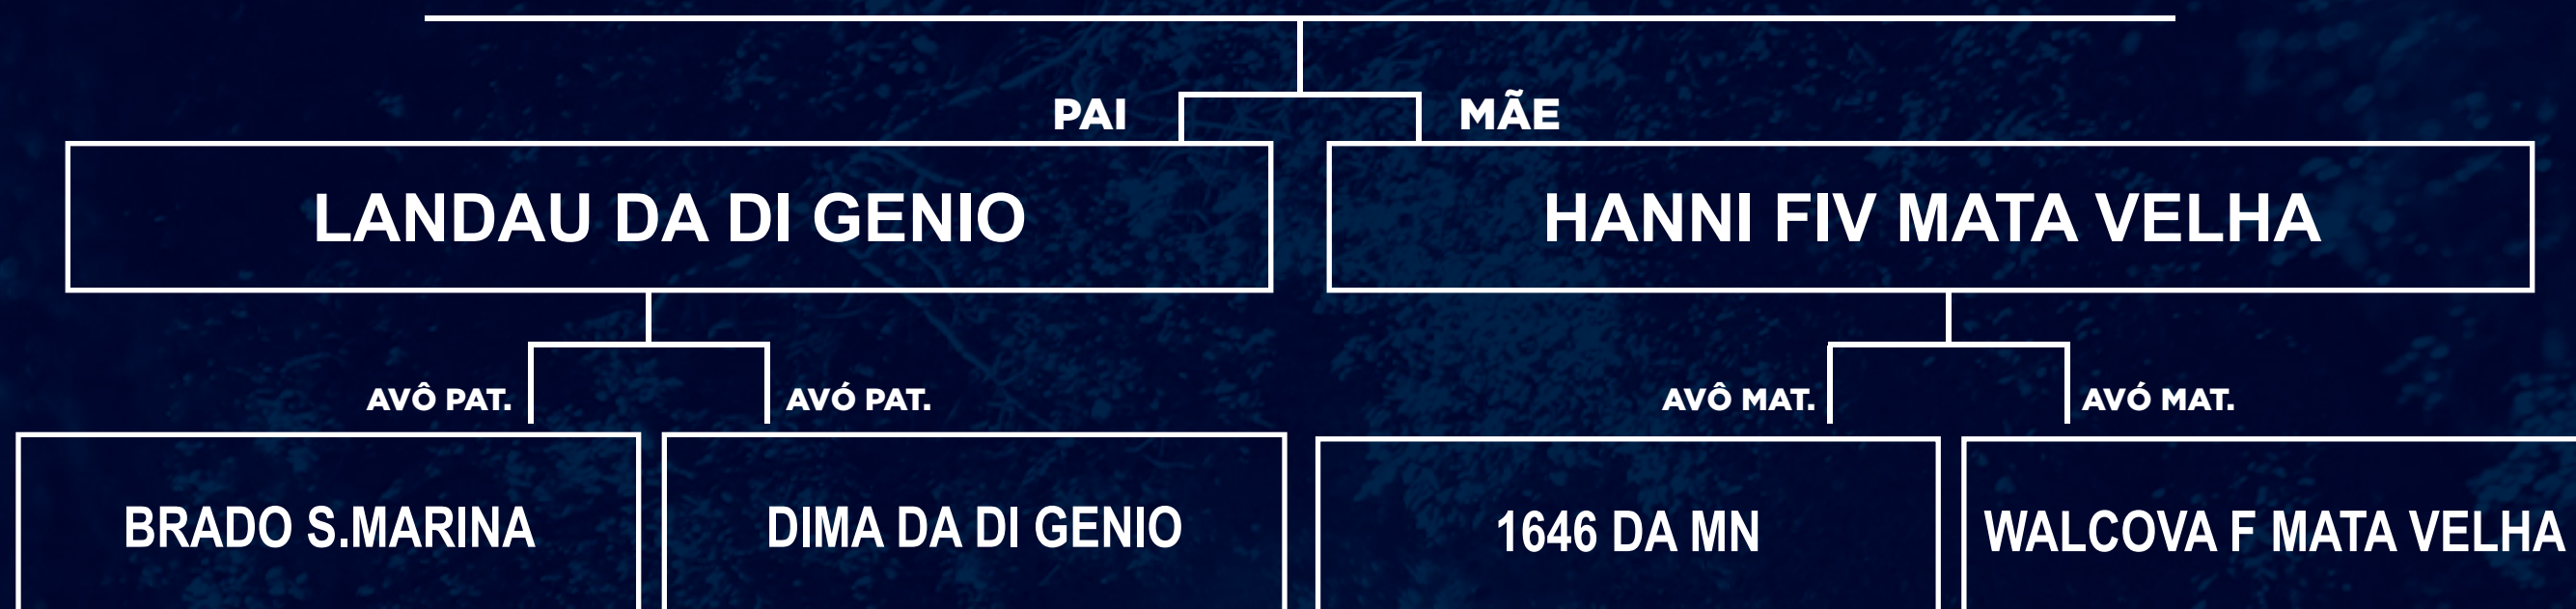 PAI
MÃE
LANDAU DA DI GENIO
HANNI FIV MATA VELHA
AVÔ PAT.
AVÓ PAT.
AVÔ MAT.
AVÓ MAT.
BRADO S.MARINA
DIMA DA DI GENIO
1646 DA MN
WALCOVA F MATA VELHA